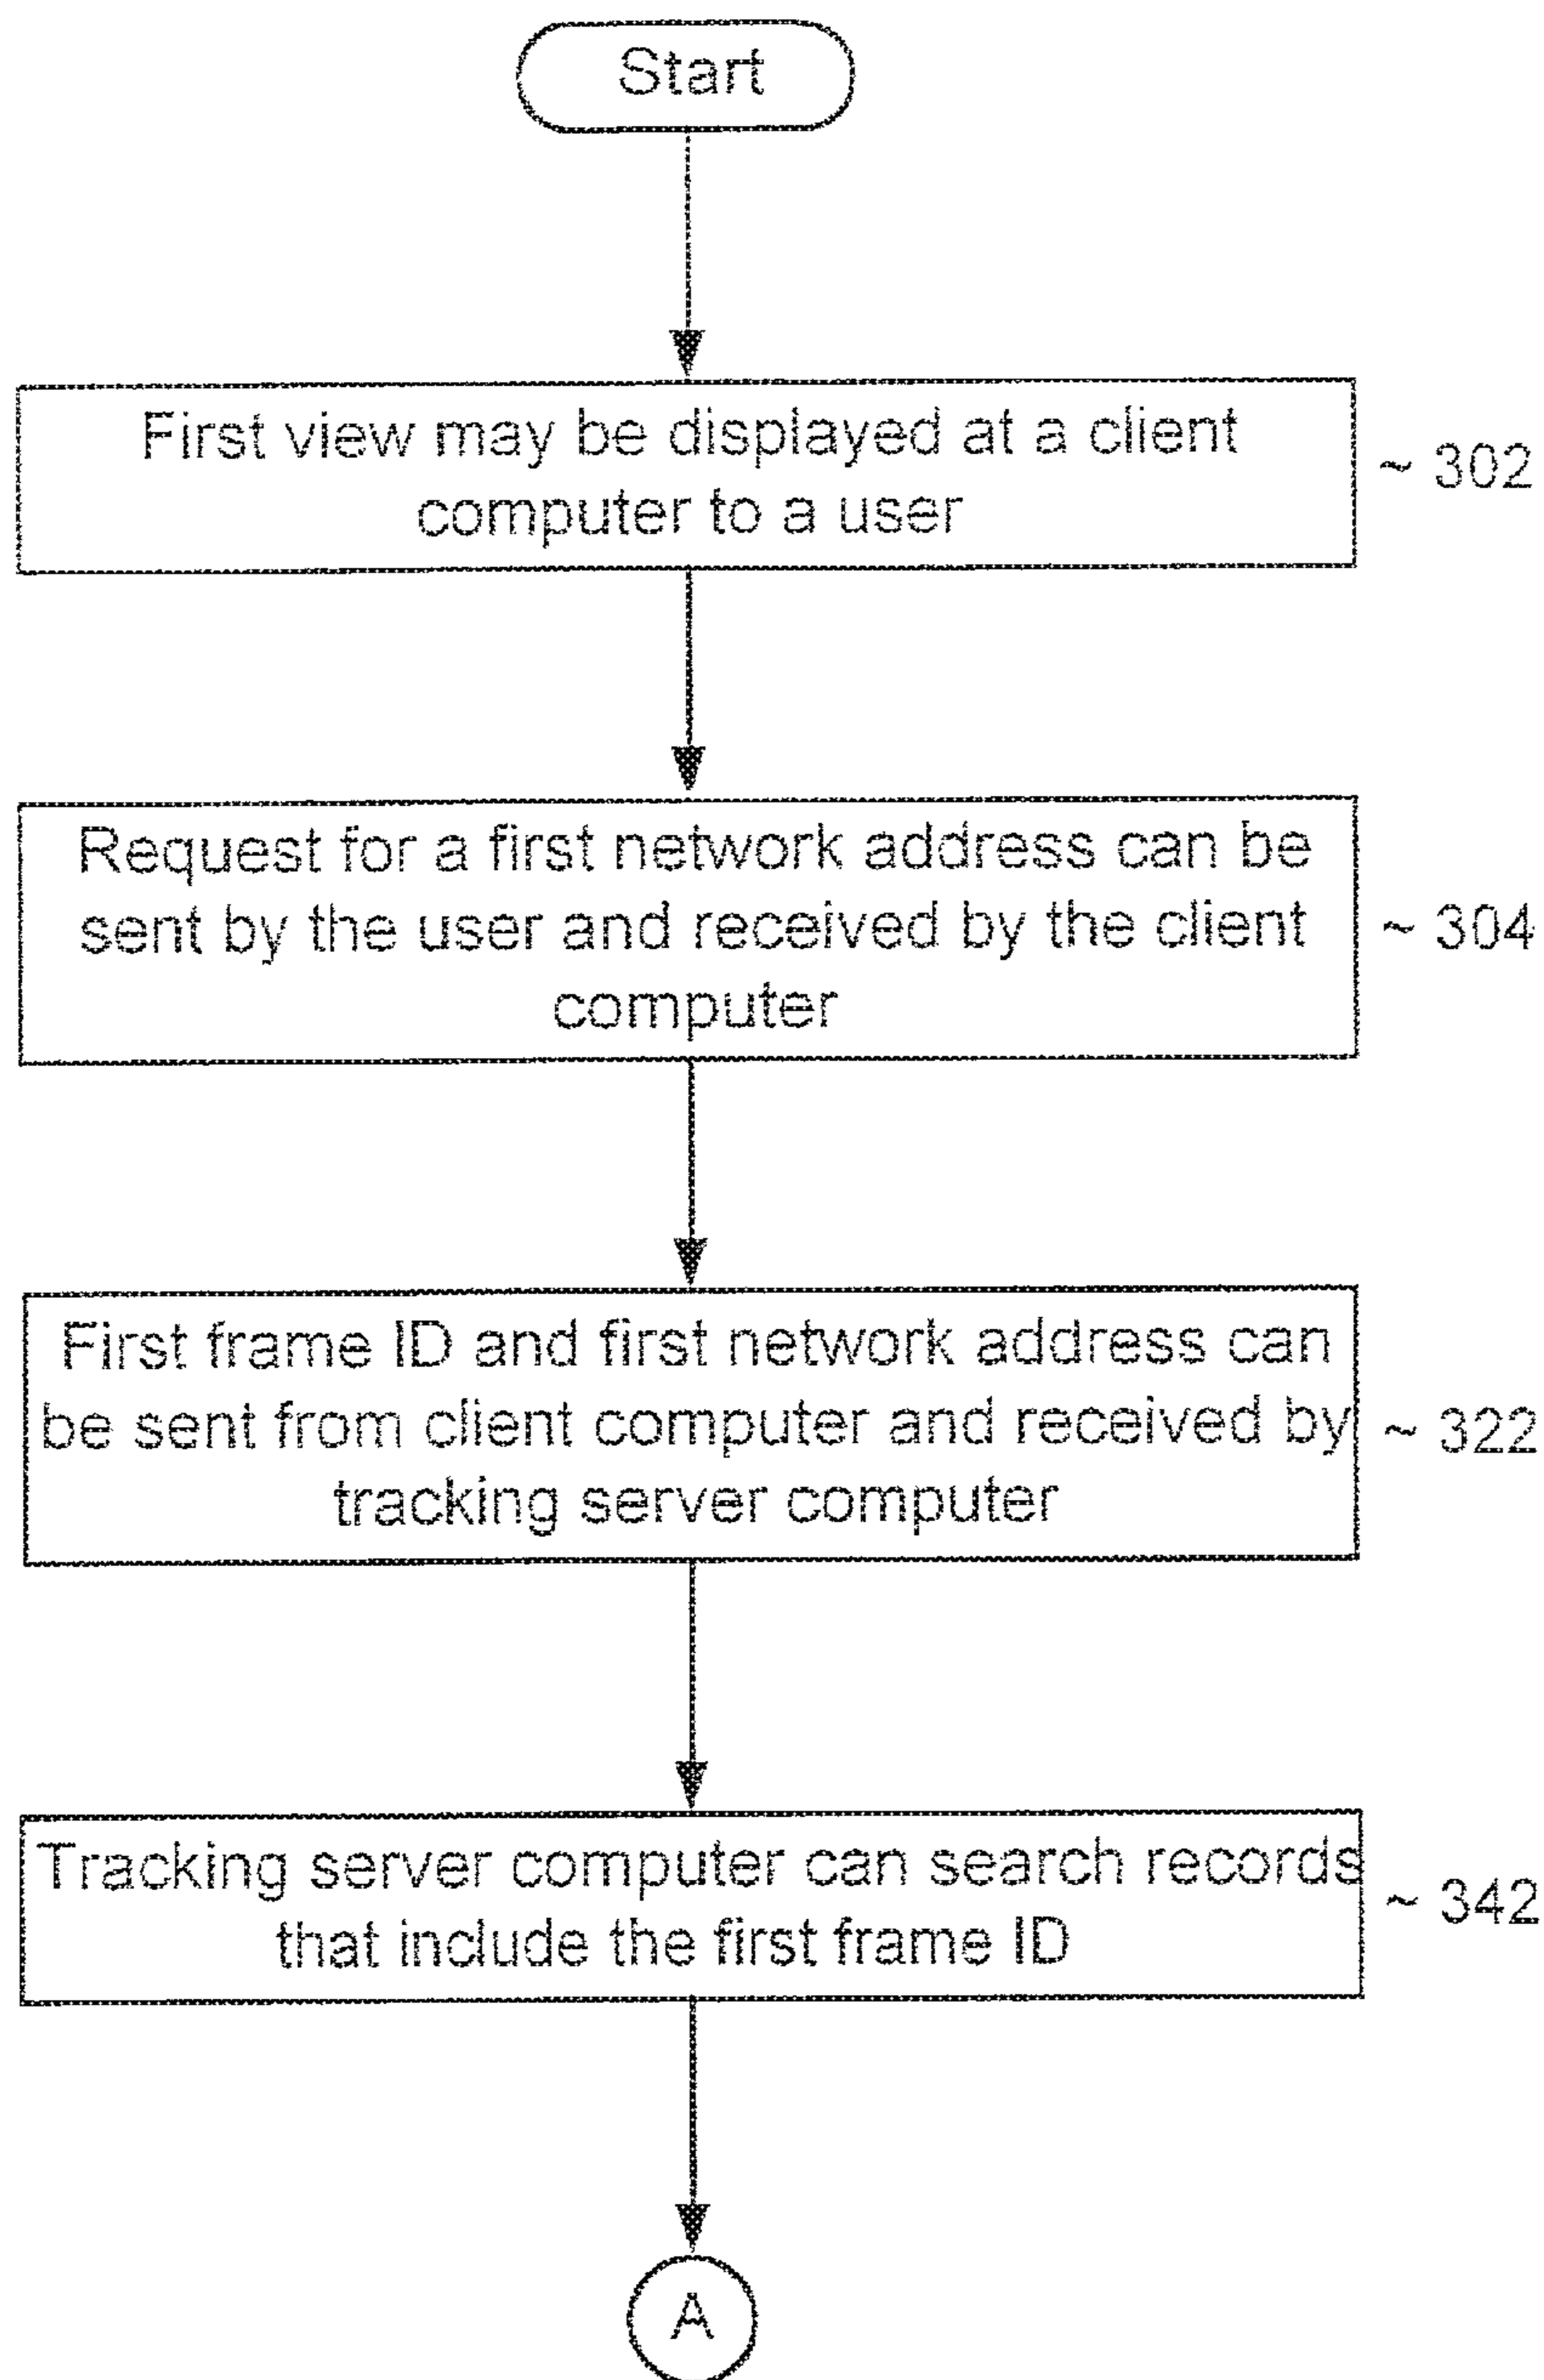 Start
First view may be displayed at a client
computer to a user
~ 302
Request for a first network address can be
sent by the user and received by the client
computer
~ 304
First frame ID and first network address can
be sent from client computer and received by
tracking server computer
~ 322
Tracking server computer can search records
that include the first frame ID
~ 342
A